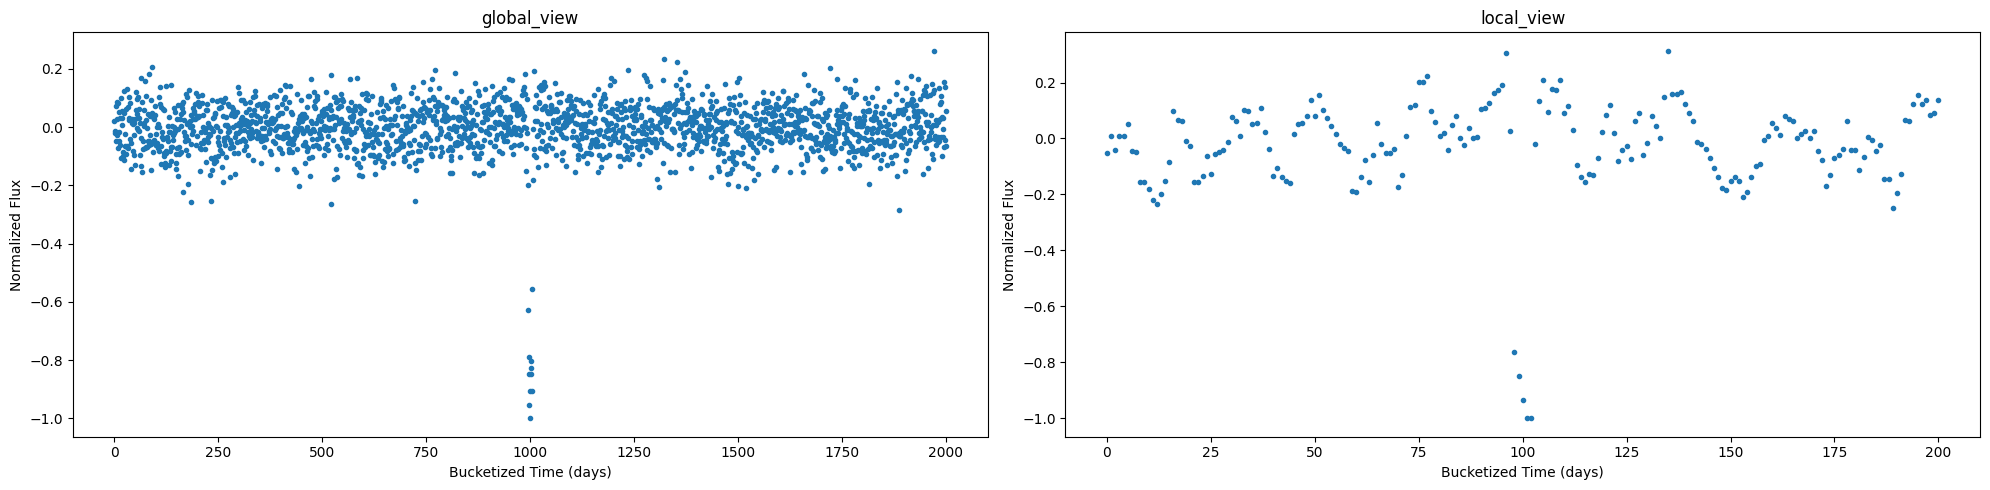 global_view
0.2
0.0
−0.2
−0.4
−0.6
−0.8
−1.0
Normalized Flux
0 250 500 750 1000 1250 1500 1750 2000
Bucketized Time (days)
local_view
0.2
0.0
−0.2
−0.4
−0.6
−0.8
−1.0
Normalized Flux
0 25 50 75 100 125 150 175 200
Bucketized Time (days)